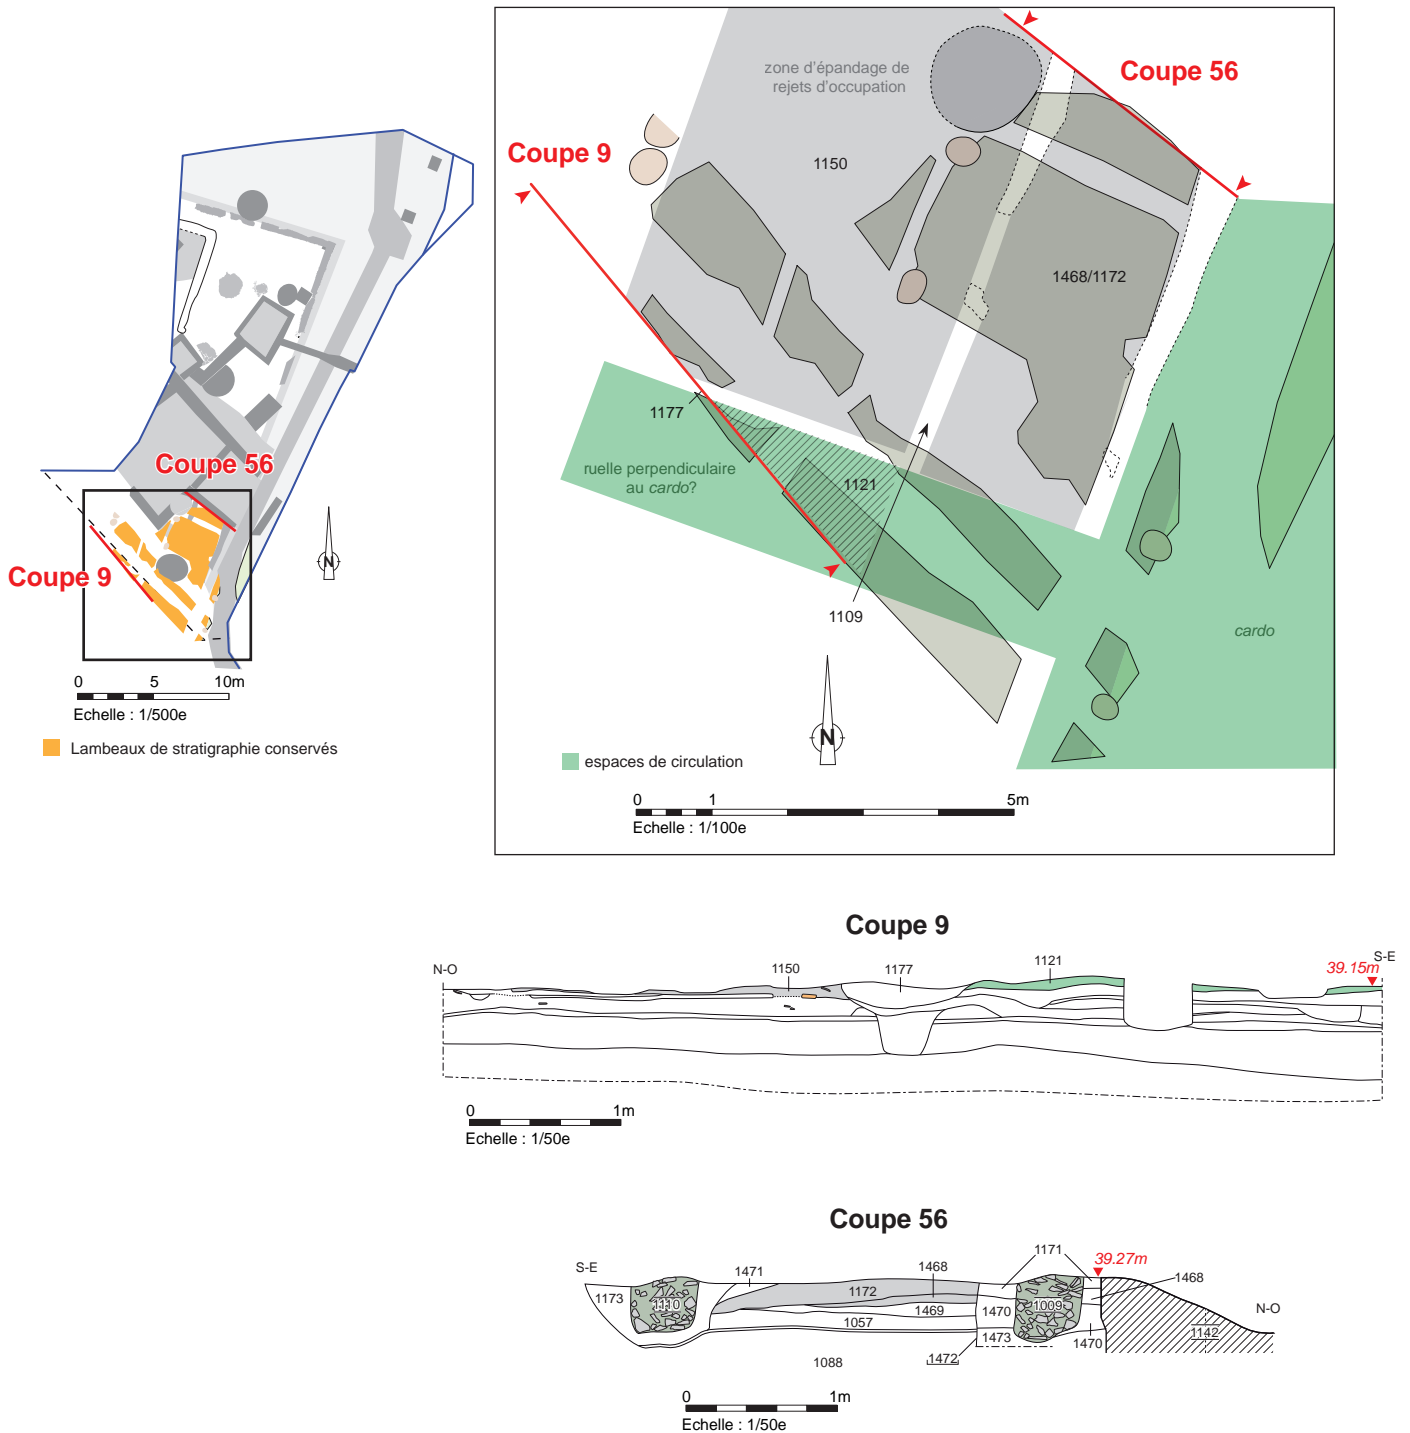 Coupe 56
Coupe 9
N
0 5 10m
Echelle : 1/500e
Lambeaux de stratigraphie conservés
zone d'épandage de
rejets d'occupation
Coupe 56
Coupe 9
1150
1468/1172
1177
ruelle perpendiculaire
au cardo?
1121
1109
cardo
N
espaces de circulation
0 1 5m
Echelle : 1/100e
Coupe 9
N-O
1150
1177
1121
39.15m
S-E
0 1m
Echelle : 1/50e
Coupe 56
S-E
1471
1468
1171
39.27m
1468
1173
1110
1172
1469
1470
1009
N-O
1057
1473
1470
1142
1472
1088
0 1m
Echelle : 1/50e